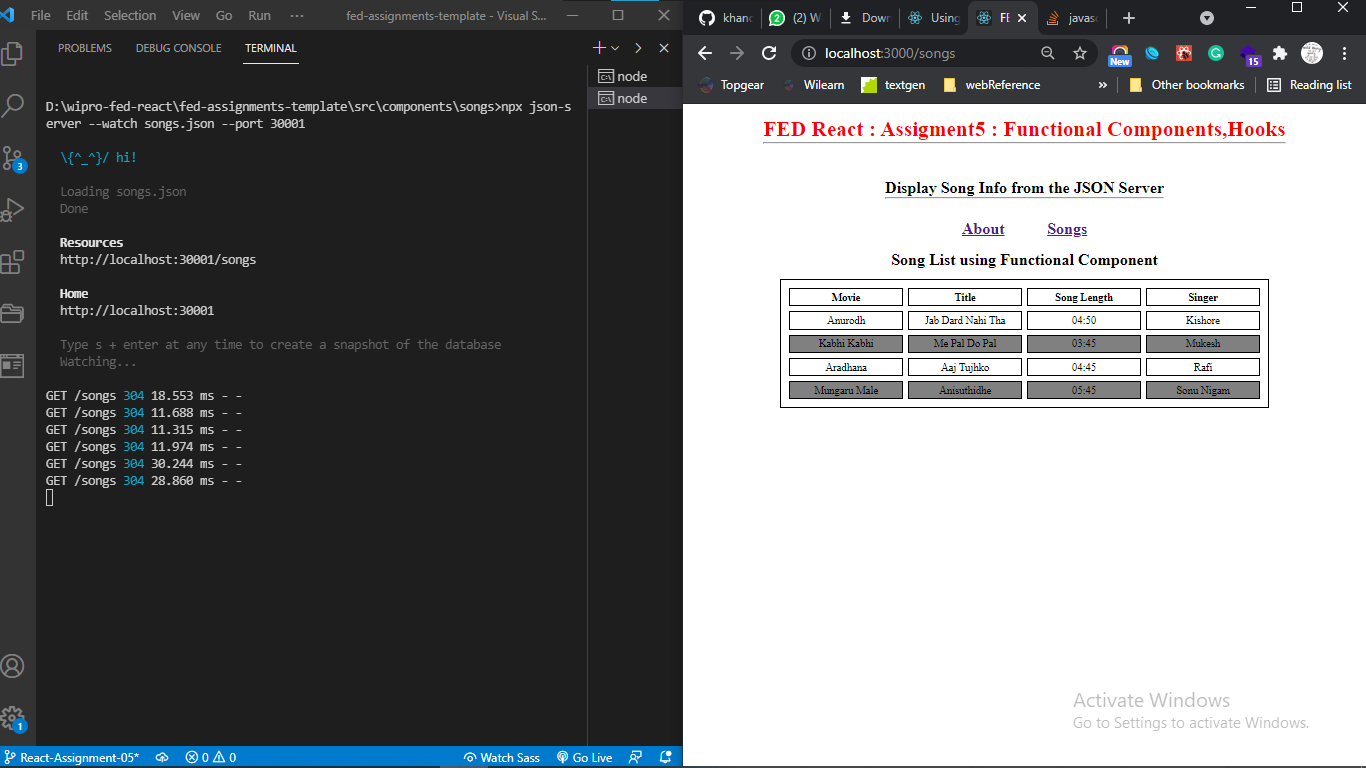 File Edit Selection View Go Run ··· fed-assignments-template - Visual S...
PROBLEMS DEBUG CONSOLE TERMINAL
node
node
D:\wipro-fed-react\fed-assignments-template\src\components\songs>npx json-s
erver --watch songs.json --port 30001
\{^_^}/ hi!
Loading songs.json
Done
Resources
http://localhost:30001/songs
Home
http://localhost:30001
Type s + enter at any time to create a snapshot of the database
Watching...
GET /songs 304 18.553 ms - -
GET /songs 304 11.688 ms - -
GET /songs 304 11.315 ms - -
GET /songs 304 11.974 ms - -
GET /songs 304 30.244 ms - -
GET /songs 304 28.860 ms - -
3
1
React-Assignment-05* 0 0 Watch Sass Go Live
khan 2 (2) W Down Using FE javasc
localhost:3000/songs New 15
Topgear Wilearn textgen webReference » Other bookmarks Reading list
FED React : Assigment5 : Functional Components,Hooks
Display Song Info from the JSON Server
About Songs
Song List using Functional Component
Movie Title Song Length Singer
Anurodh Jab Dard Nahi Tha 04:50 Kishore
Kabhi Kabhi Me Pal Do Pal 03:45 Mukesh
Aradhana Aaj Tujhko 04:45 Rafi
Mungaru Male Anisuthidhe 05:45 Sonu Nigam
Activate Windows
Go to Settings to activate Windows.